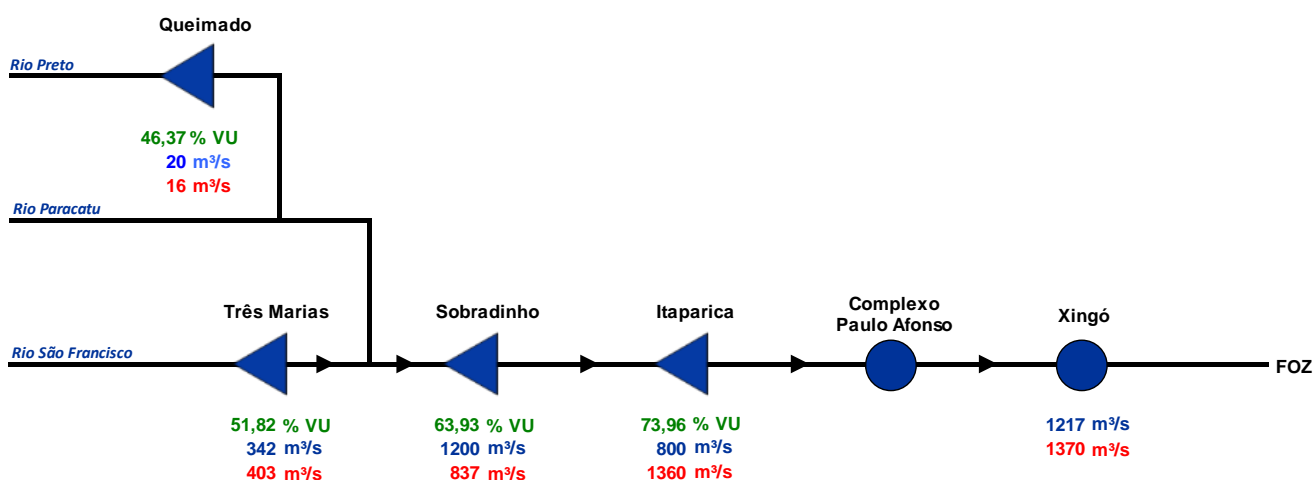 Queimado
Rio Preto
46,37 % VU
20 m³/s
16 m³/s
Rio Paracatu
Três Marias
Sobradinho
Itaparica
Complexo
Paulo Afonso
Xingó
Rio São Francisco
FOZ
51,82 % VU
342 m³/s
403 m³/s
63,93 % VU
1200 m³/s
837 m³/s
73,96 % VU
800 m³/s
1360 m³/s
1217 m³/s
1370 m³/s